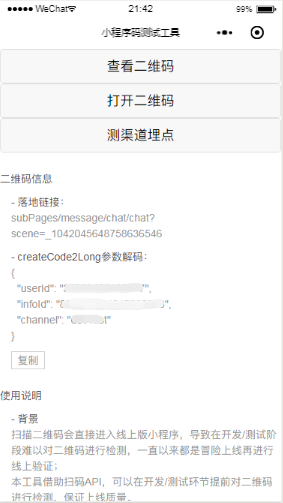 WeChat 21:42 99%
小程序码测试工具
查看二维码
打开二维码
测渠道埋点
二维码信息
- 落地链接：
subPages/message/chat/chat?
scene=_1042045648758636546
- createCode2Long参数解码：
{
"userId":
"infoId":
"channel":
}
复制
使用说明
- 背景
扫描二维码会直接进入线上版小程序，导致在开发/测试阶
段难以对二维码进行检测，一直以来都是冒险上线再进行
线上验证；
本工具借助扫码API，可以在开发/测试环节提前对二维码
进行检测，保证上线质量。